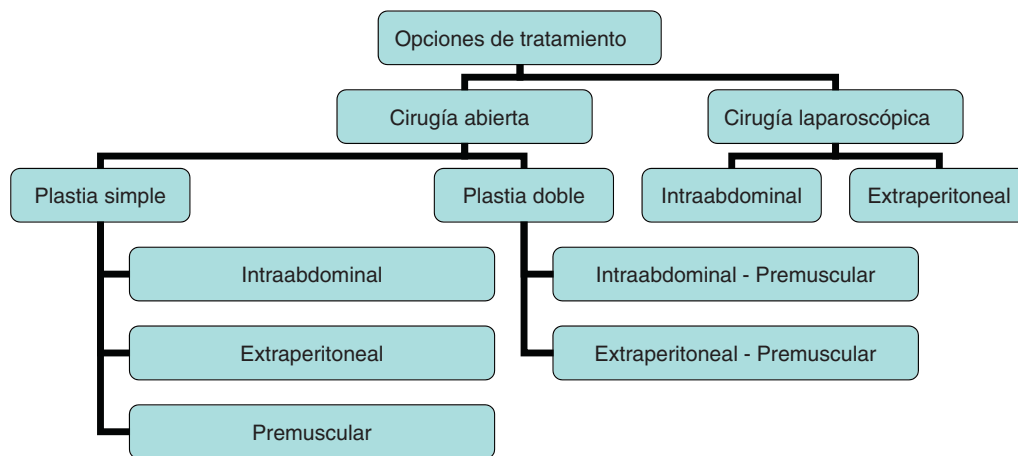 Opciones de tratamiento
Cirugía abierta
Cirugía laparoscópica
Plastia simple
Plastia doble
Intraabdominal
Extraperitoneal
Intraabdominal
Intraabdominal - Premuscular
Extraperitoneal
Extraperitoneal - Premuscular
Premuscular